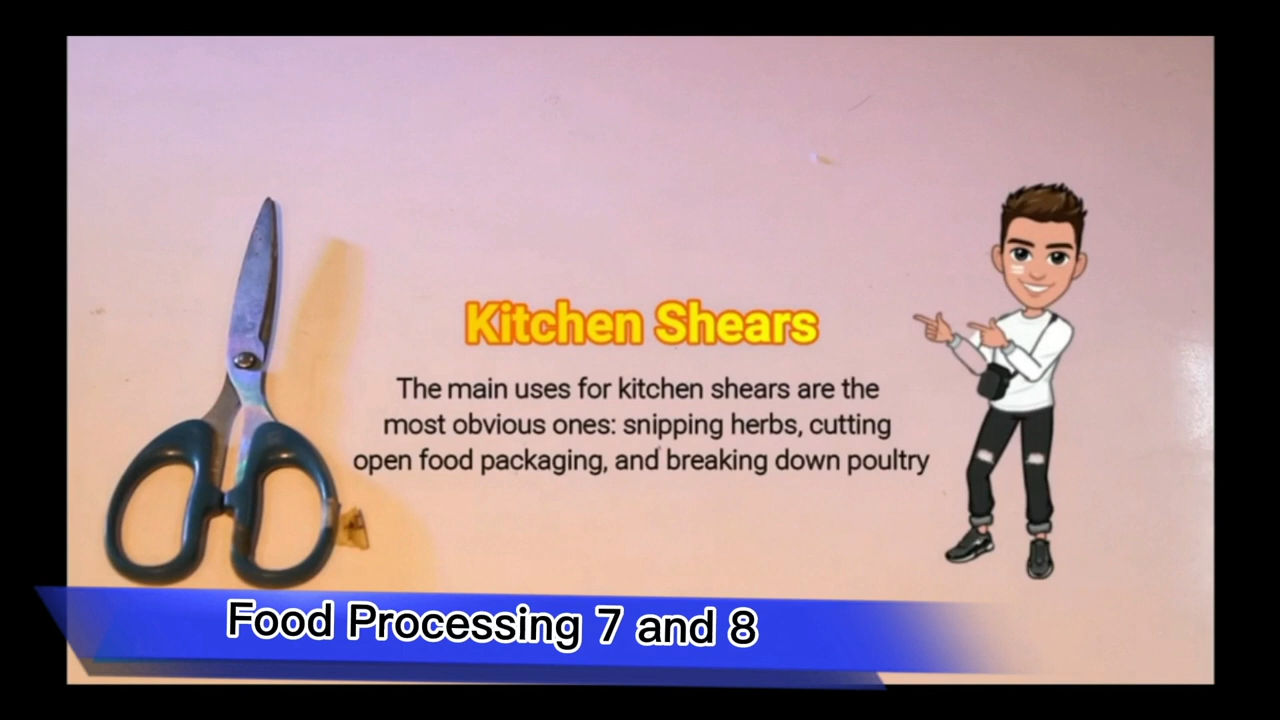 Kitchen Shears
The main uses for kitchen shears are the
most obvious ones: snipping herbs, cutting
open food packaging, and breaking down poultry
Food Processing 7 and 8